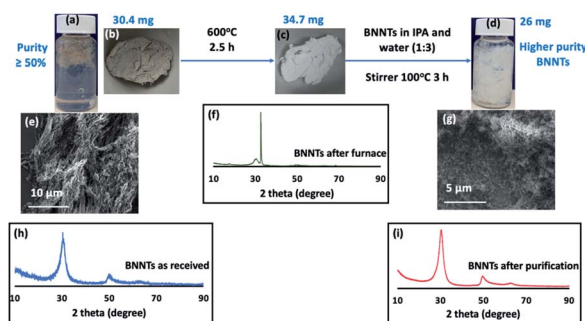 (a)
30.4 mg
(b)
600°C
2.5 h
34.7 mg
(c)
BNNTs in IPA and
water (1:3)
Stirrer 100°C 3 h
(d)
26 mg
Purity
≥ 50%
Higher purity
BNNTs
(e)
10 μm
(f)
BNNTs after furnace
10 30 50 70 90
2 theta (degree)
(g)
5 μm
(h)
BNNTs as received
10 30 50 70 90
2 theta (degree)
(i)
BNNTs after purification
10 30 50 70 90
2 theta (degree)